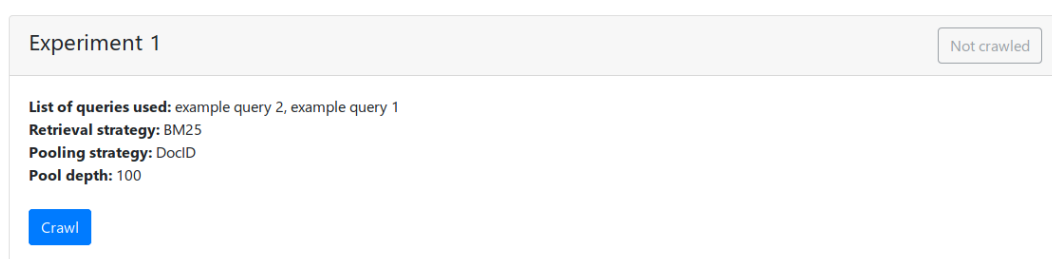 Experiment 1
Not crawled
List of queries used: example query 2, example query 1
Retrieval strategy: BM25
Pooling strategy: DocID
Pool depth: 100
Crawl